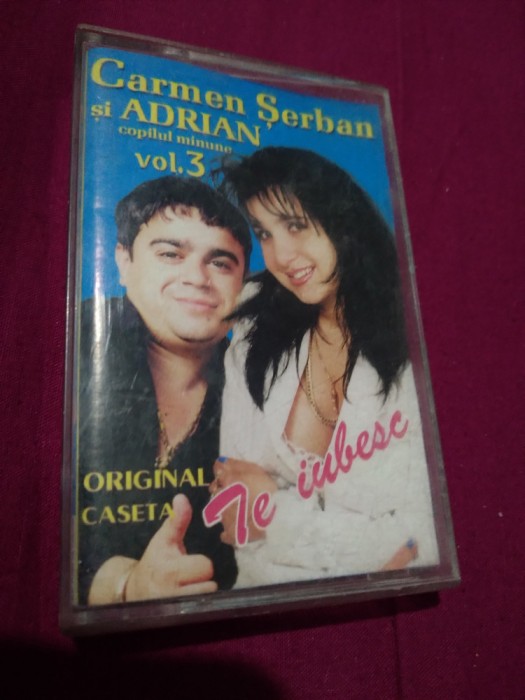 Carmen Șerban
și ADRIAN
copilul minune
vol.3
ORIGINAL
CASETA
Te iubesc